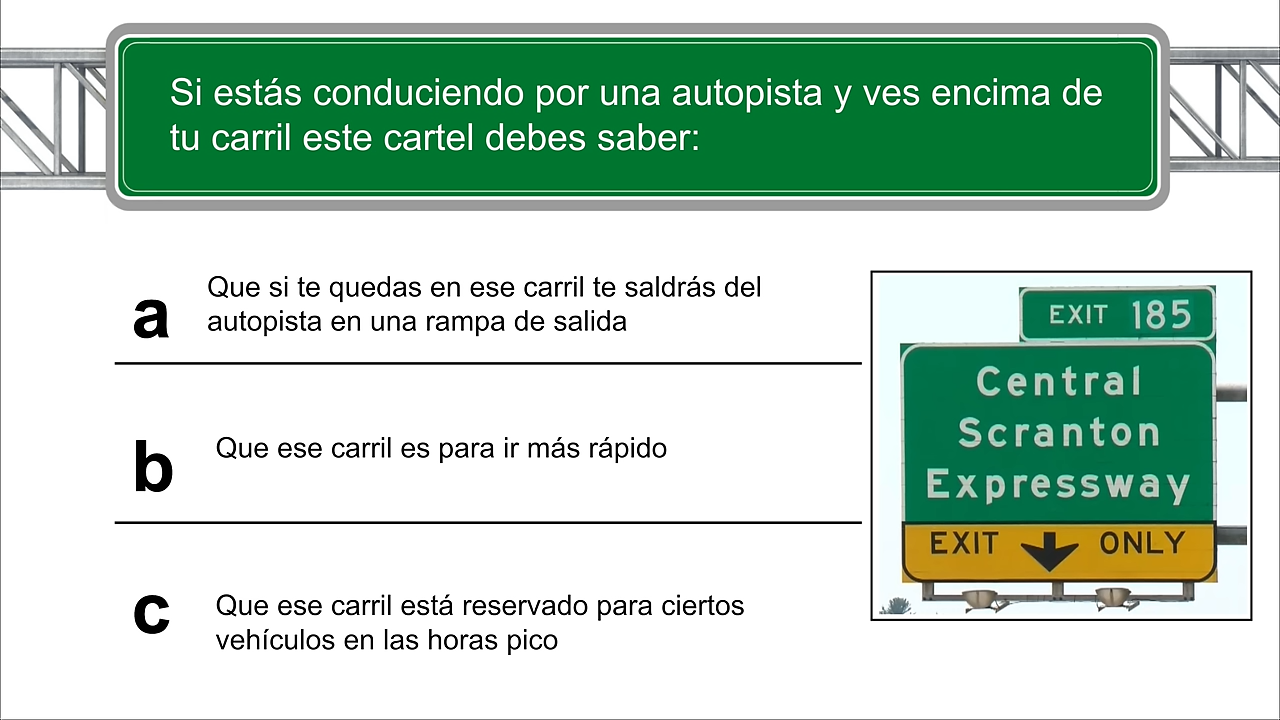 Si estás conduciendo por una autopista y ves encima de
tu carril este cartel debes saber:
a
Que si te quedas en ese carril te saldrás del
autopista en una rampa de salida
b
Que ese carril es para ir más rápido
c
Que ese carril está reservado para ciertos
vehículos en las horas pico
EXIT 185
Central
Scranton
Expressway
EXIT ONLY